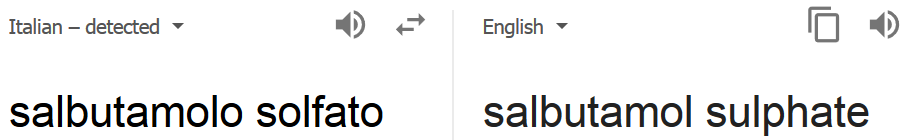 Italian – detected
English
salbutamolo solfato
salbutamol sulphate